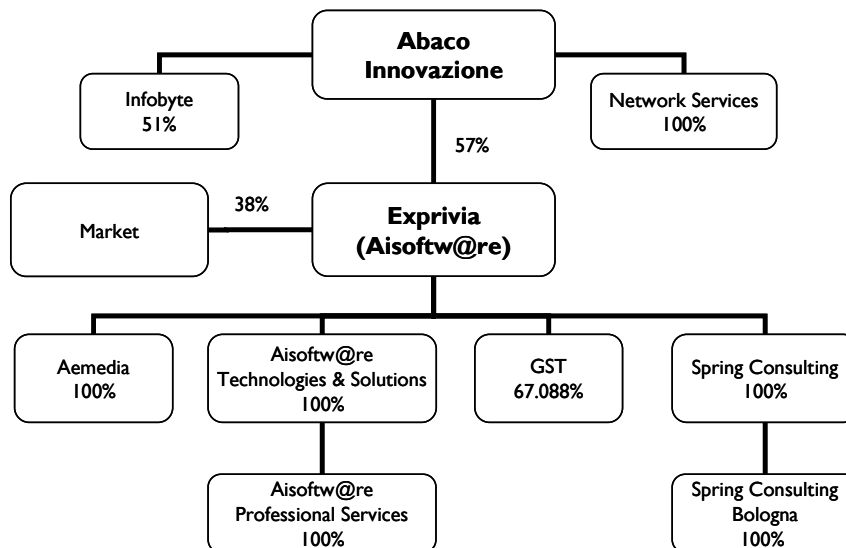 Abaco
Innovazione
Infobyte
51%
Network Services
100%
57%
Market
38%
Exprivia
(Aisoftw@re)
Aemedia
100%
Aisoftw@re
Technologies & Solutions
100%
GST
67.088%
Spring Consulting
100%
Aisoftw@re
Professional Services
100%
Spring Consulting
Bologna
100%